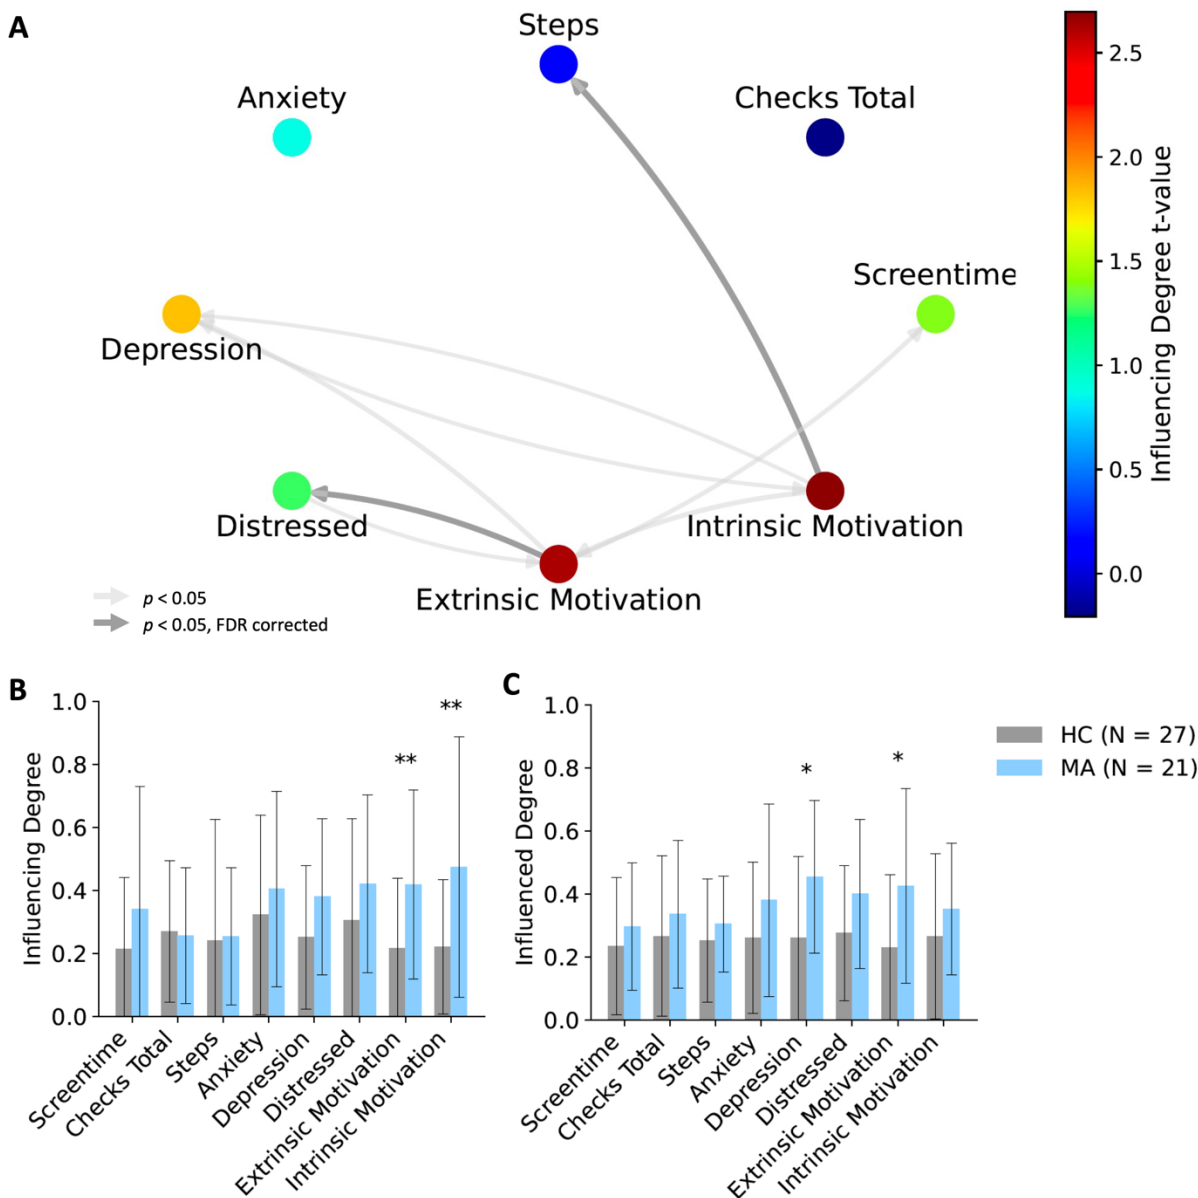 A
Steps
Anxiety
Checks Total
Screentime
Depression
Distressed
Intrinsic Motivation
Extrinsic Motivation
p < 0.05
p < 0.05, FDR corrected
2.5
2.0
1.5
1.0
0.5
0.0
Influencing Degree t-value
B
1.0
0.8
0.6
0.4
0.2
0.0
Influencing Degree
** 
**
Screentime
Checks Total
Steps
Anxiety
Depression
Distressed
Extrinsic Motivation
Intrinsic Motivation
C
1.0
0.8
0.6
0.4
0.2
0.0
Influenced Degree
*
*
Screentime
Checks Total
Steps
Anxiety
Depression
Distressed
Extrinsic Motivation
Intrinsic Motivation
HC (N = 27)
MA (N = 21)